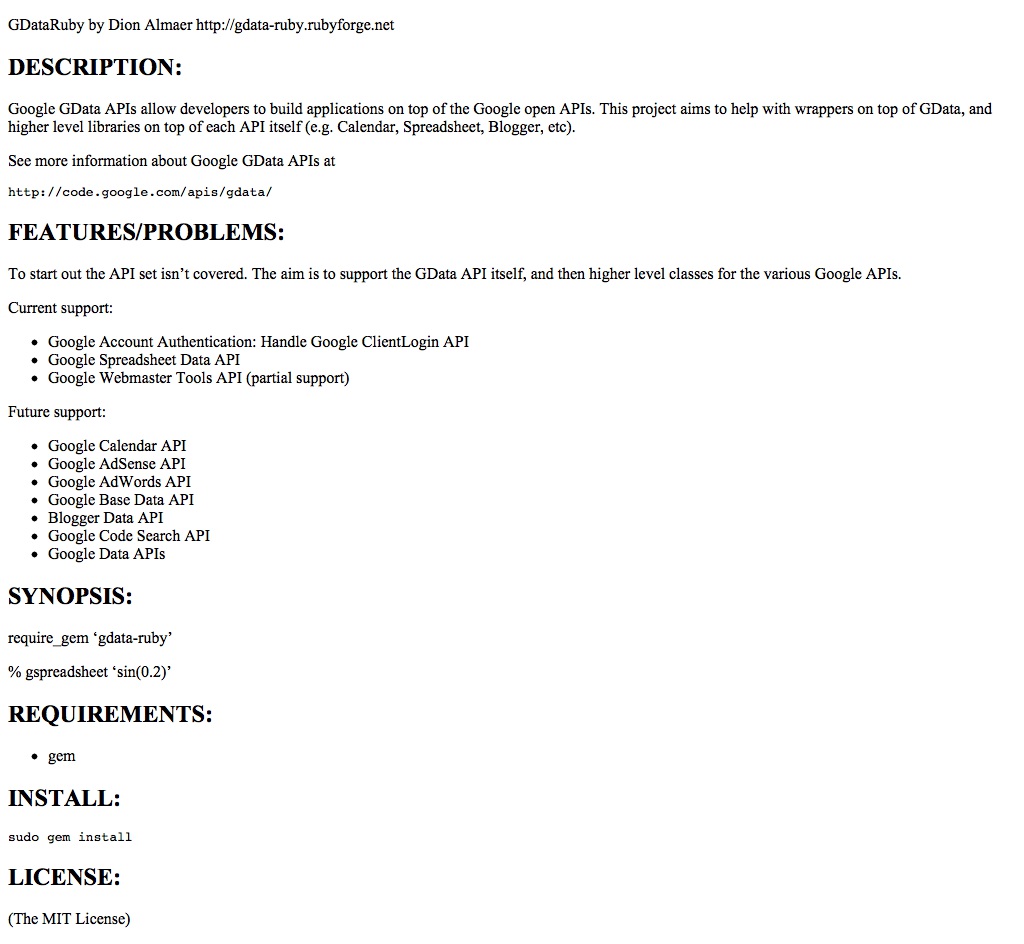 GDataRuby by Dion Almaer http://gdata-ruby.rubyforge.net
DESCRIPTION:
Google GData APIs allow developers to build applications on top of the Google open APIs. This project aims to help with wrappers on top of GData, and
higher level libraries on top of each API itself (e.g. Calendar, Spreadsheet, Blogger, etc).
See more information about Google GData APIs at
http://code.google.com/apis/gdata/
FEATURES/PROBLEMS:
To start out the API set isn’t covered. The aim is to support the GData API itself, and then higher level classes for the various Google APIs.
Current support:
• Google Account Authentication: Handle Google ClientLogin API
• Google Spreadsheet Data API
• Google Webmaster Tools API (partial support)
Future support:
• Google Calendar API
• Google AdSense API
• Google AdWords API
• Google Base Data API
• Blogger Data API
• Google Code Search API
• Google Data APIs
SYNOPSIS:
require_gem ‘gdata-ruby’
% gspreadsheet ‘sin(0.2)’
REQUIREMENTS:
• gem
INSTALL:
sudo gem install
LICENSE:
(The MIT License)